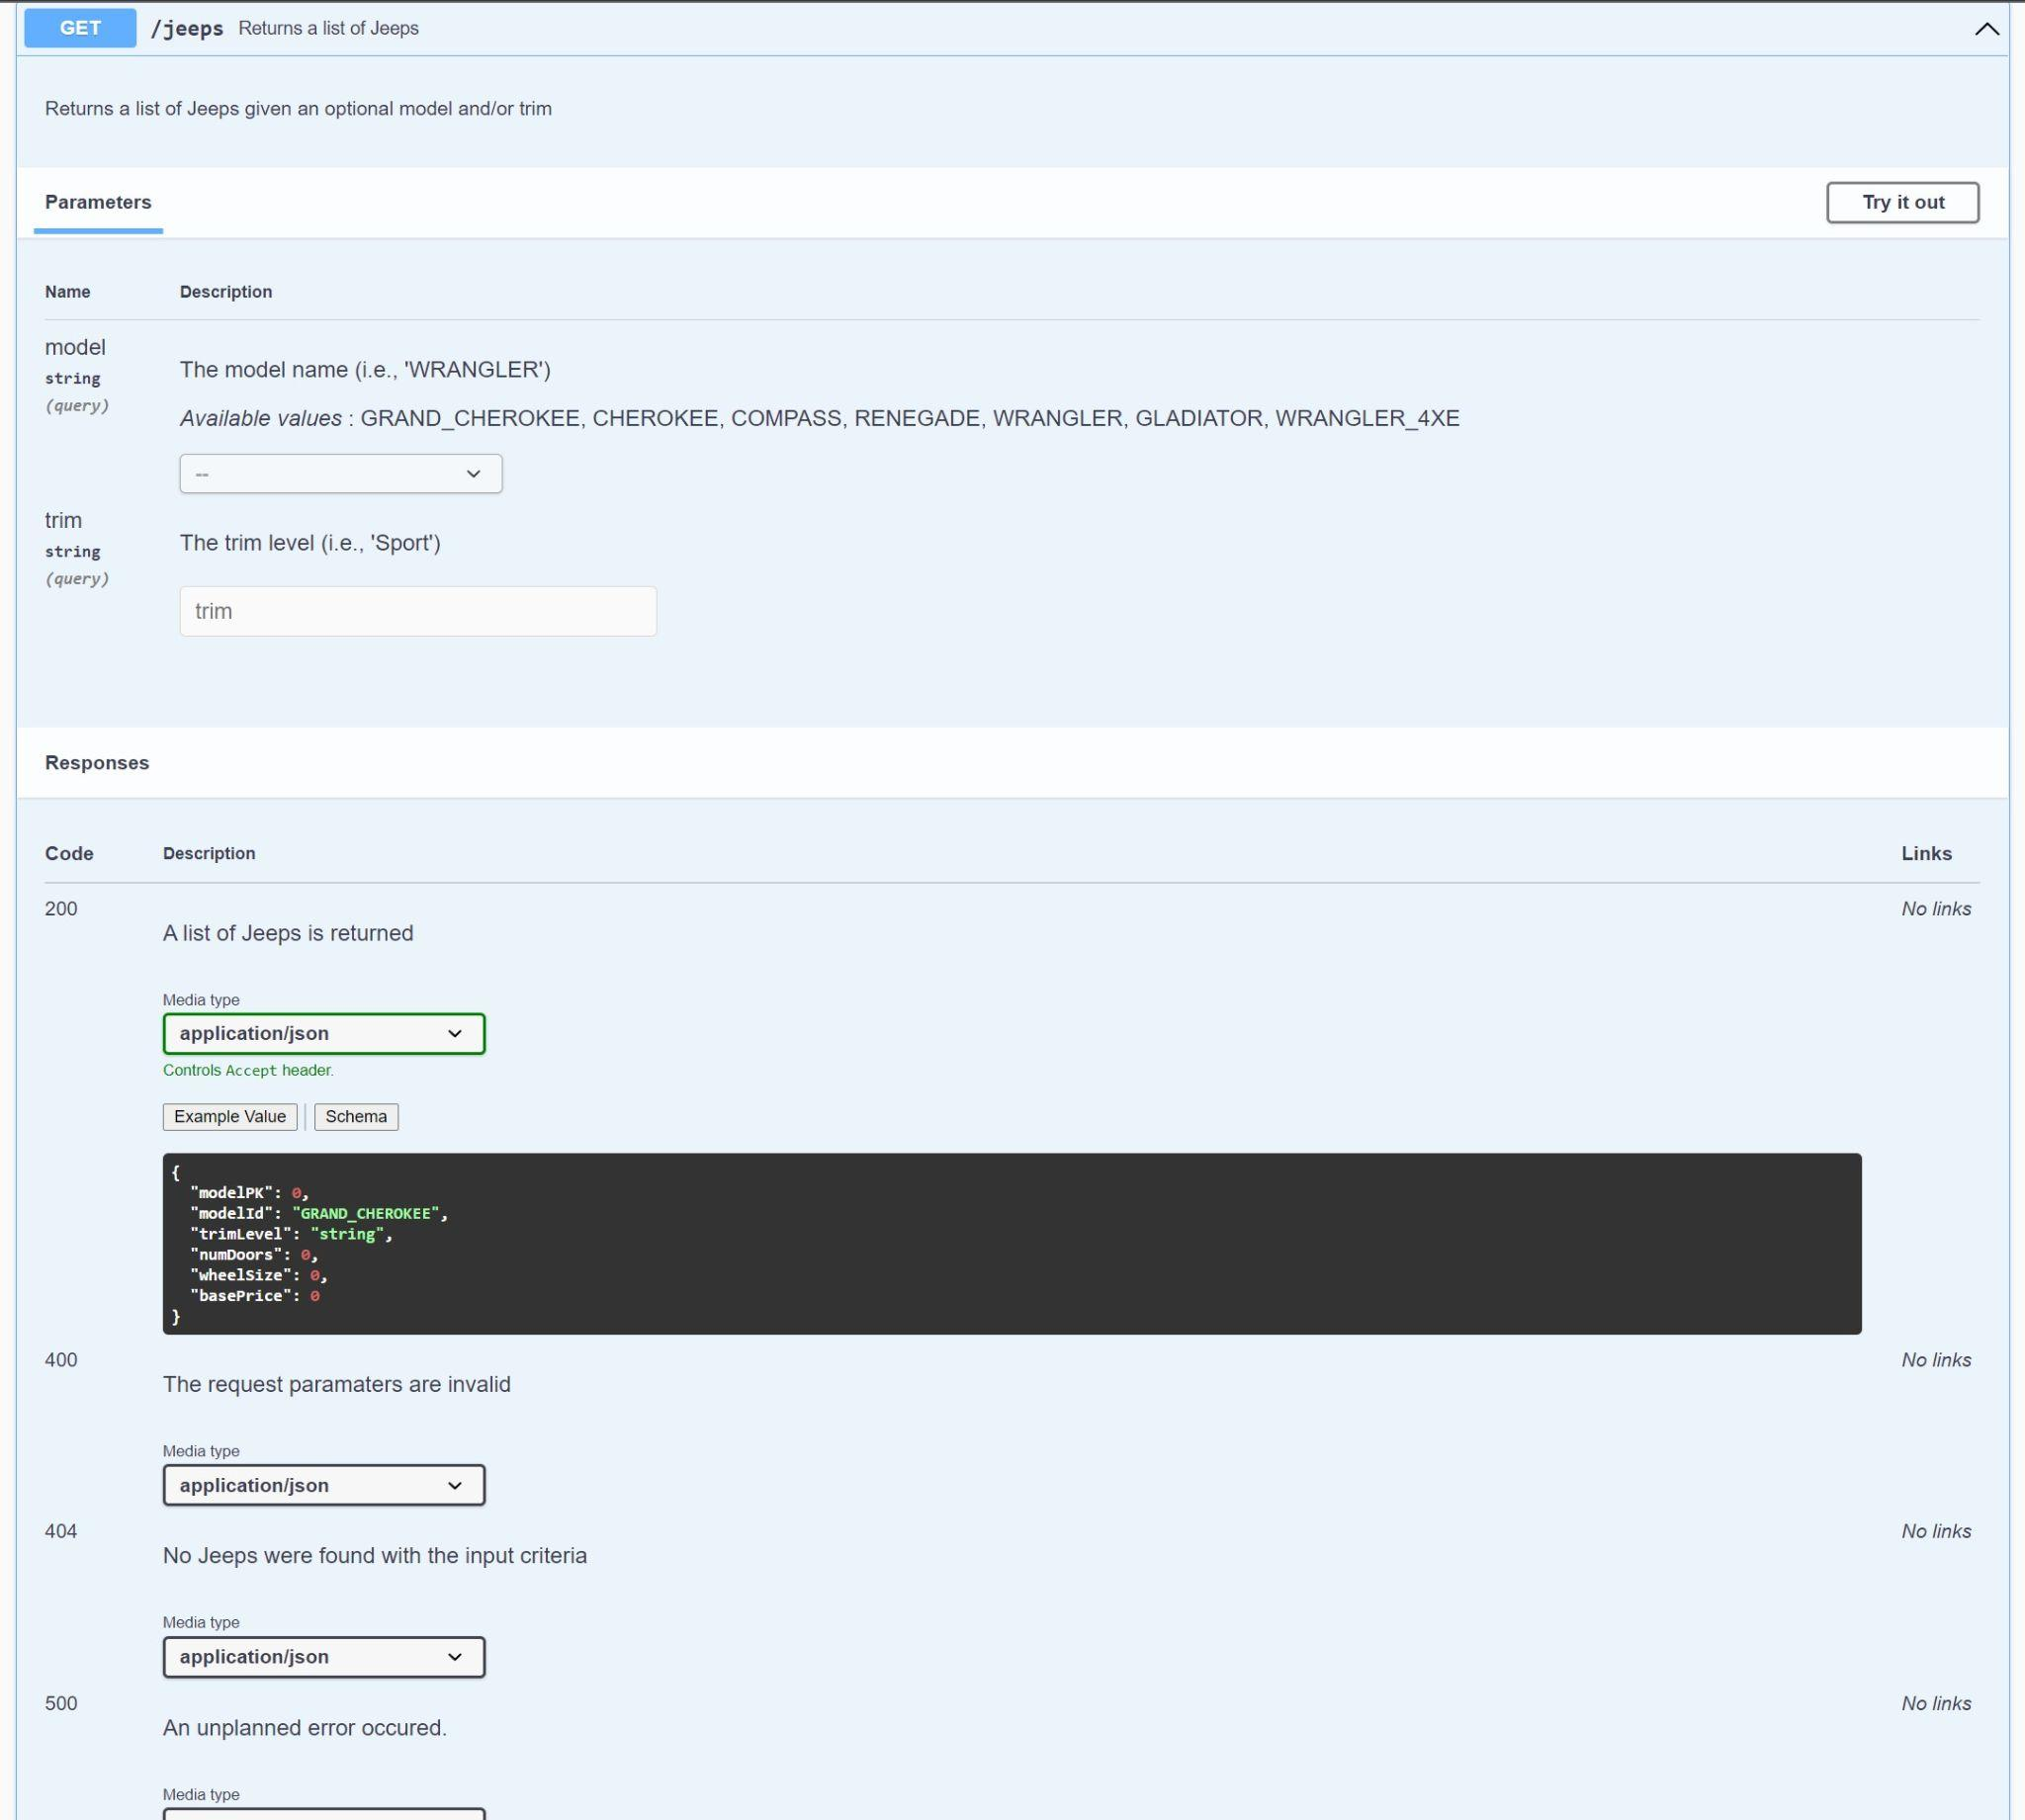 GET /jeeps Returns a list of Jeeps
Returns a list of Jeeps given an optional model and/or trim
Parameters Try it out
Name Description
model
string
(query)
The model name (i.e., 'WRANGLER')
Available values : GRAND_CHEROKEE, CHEROKEE, COMPASS, RENEGADE, WRANGLER, GLADIATOR, WRANGLER_4XE
--
trim
string
(query)
The trim level (i.e., 'Sport')
trim
Responses
Code Description Links
200 No links
A list of Jeeps is returned
Media type
application/json
Controls Accept header.
Example Value | Schema
{
"modelPK": 0,
"modelId": "GRAND_CHEROKEE",
"trimLevel": "string",
"numDoors": 0,
"wheelSize": 0,
"basePrice": 0
}
400 No links
The request paramaters are invalid
Media type
application/json
404 No links
No Jeeps were found with the input criteria
Media type
application/json
500 No links
An unplanned error occured.
Media type